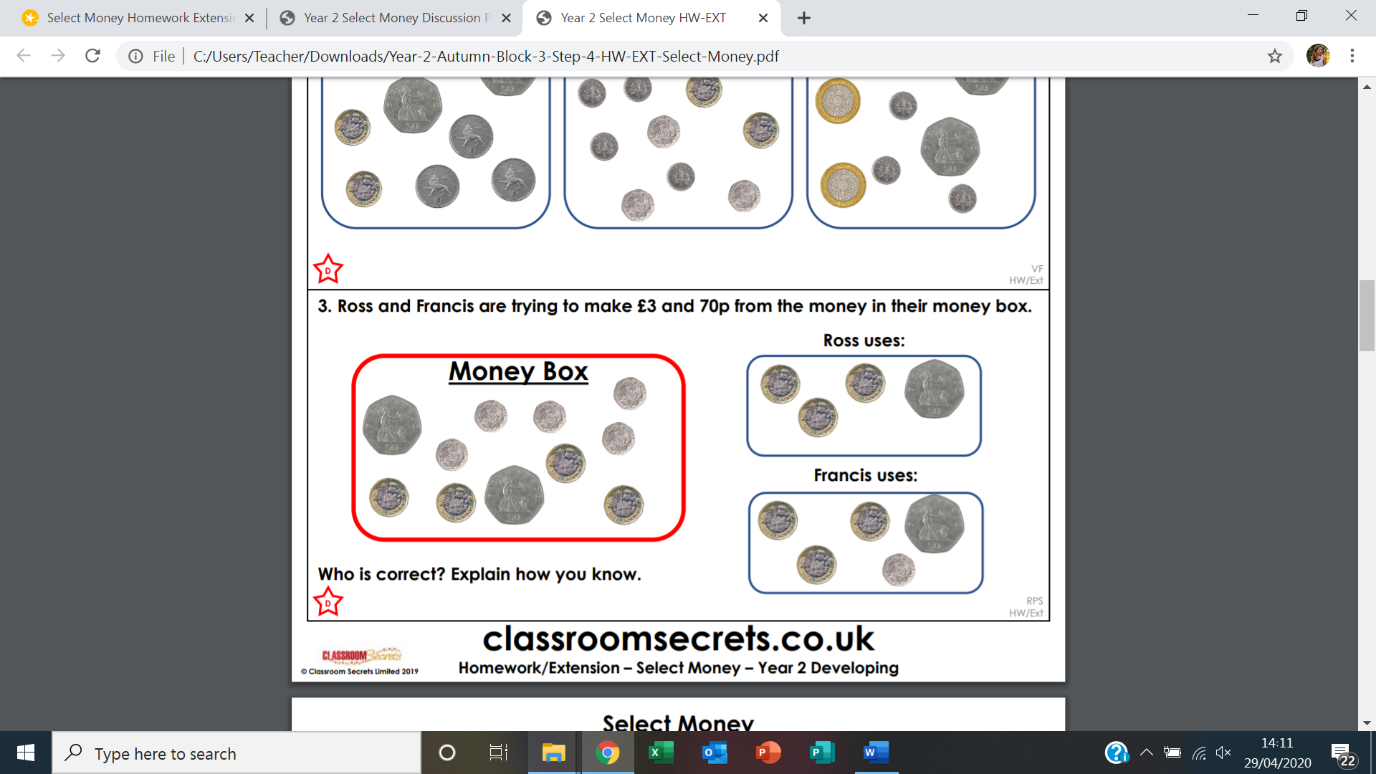 Select Money Homework Extensi
Year 2 Select Money Discussion P
Year 2 Select Money HW-EXT
File
C:/Users/Teacher/Downloads/Year-2-Autumn-Block-3-Step-4-HW-EXT-Select-Money.pdf
D
VF
HW/Ext
3. Ross and Francis are trying to make £3 and 70p from the money in their money box.
Ross uses:
Money Box
Francis uses:
Who is correct? Explain how you know.
D
RPS
HW/Ext
classroomsecrets.co.uk
CLASSROOM Secrets
© Classroom Secrets Limited 2019
Homework/Extension – Select Money – Year 2 Developing
Select Money
Type here to search
14:11
29/04/2020
22